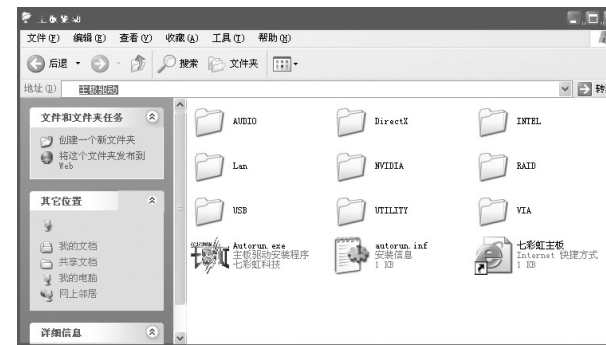 文件(F) 编辑(E) 查看(V) 收藏(A) 工具(T) 帮助(H)
后退 搜索 文件夹
地址(D) 主板驱动 转
文件和文件夹任务
创建一个新文件夹
将这个文件夹发布到
Web
其它位置
我的文档
共享文档
我的电脑
网上邻居
详细信息
AUDIO DirectX INTEL
Lan NVIDIA RAID
USB UTILITY VIA
Autorun.exe
主板驱动安装程序
七彩虹科技
autorun.inf
安装信息
1 KB
七彩虹主板
Internet 快捷方式
1 KB